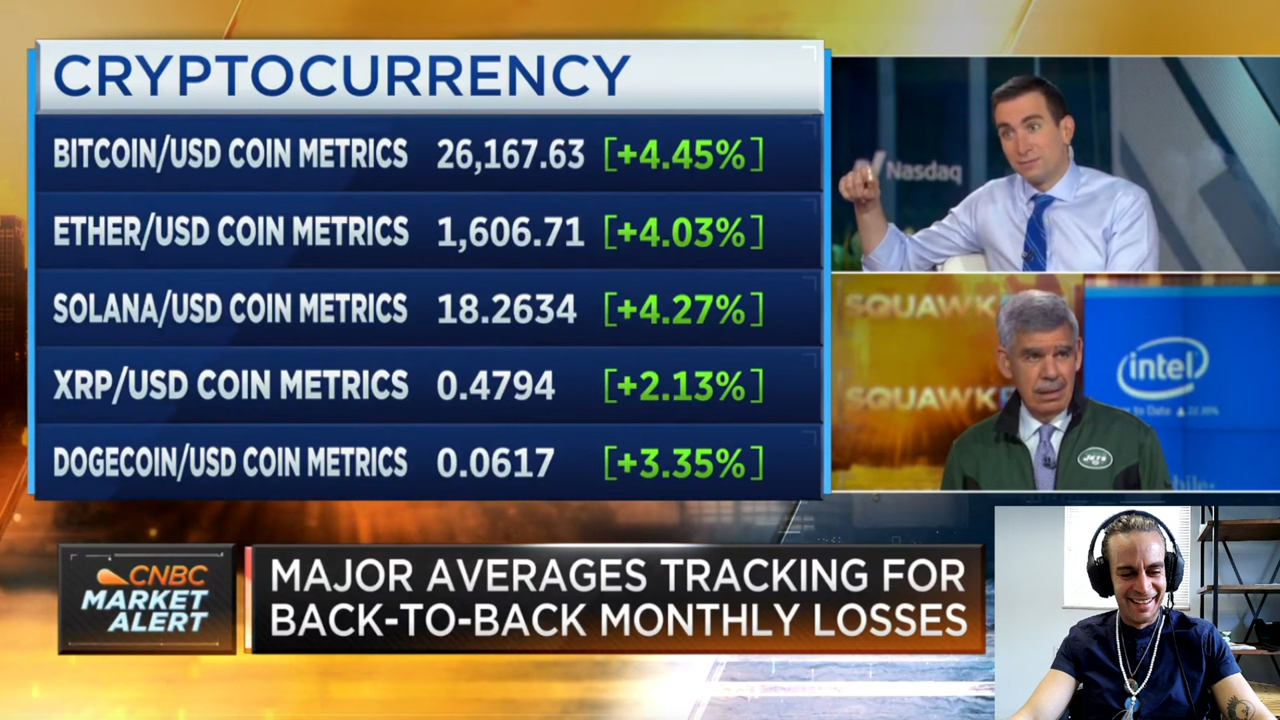 CRYPTOCURRENCY
BITCOIN/USD COIN METRICS 26,167.63 [+4.45%]
ETHER/USD COIN METRICS 1,606.71 [+4.03%]
SOLANA/USD COIN METRICS 18.2634 [+4.27%]
XRP/USD COIN METRICS 0.4794 [+2.13%]
DOGECOIN/USD COIN METRICS 0.0617 [+3.35%]
Nasdaq
SQUAWK
SQUAWK
intel
to Date
JETS
CNBC
MARKET
ALERT
MAJOR AVERAGES TRACKING FOR
BACK-TO-BACK MONTHLY LOSSES